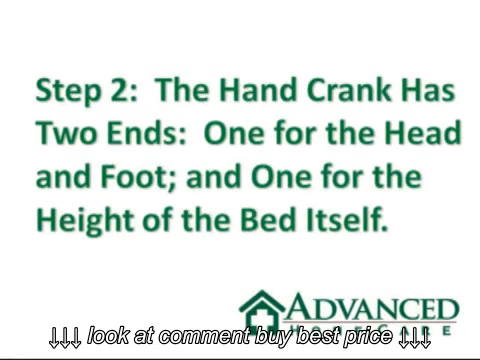 Step 2:  The Hand Crank Has
Two Ends:  One for the Head
and Foot; and One for the
Height of the Bed Itself.
ADVANCED
HOMECARE
↓↓↓ look at comment buy best price ↓↓↓